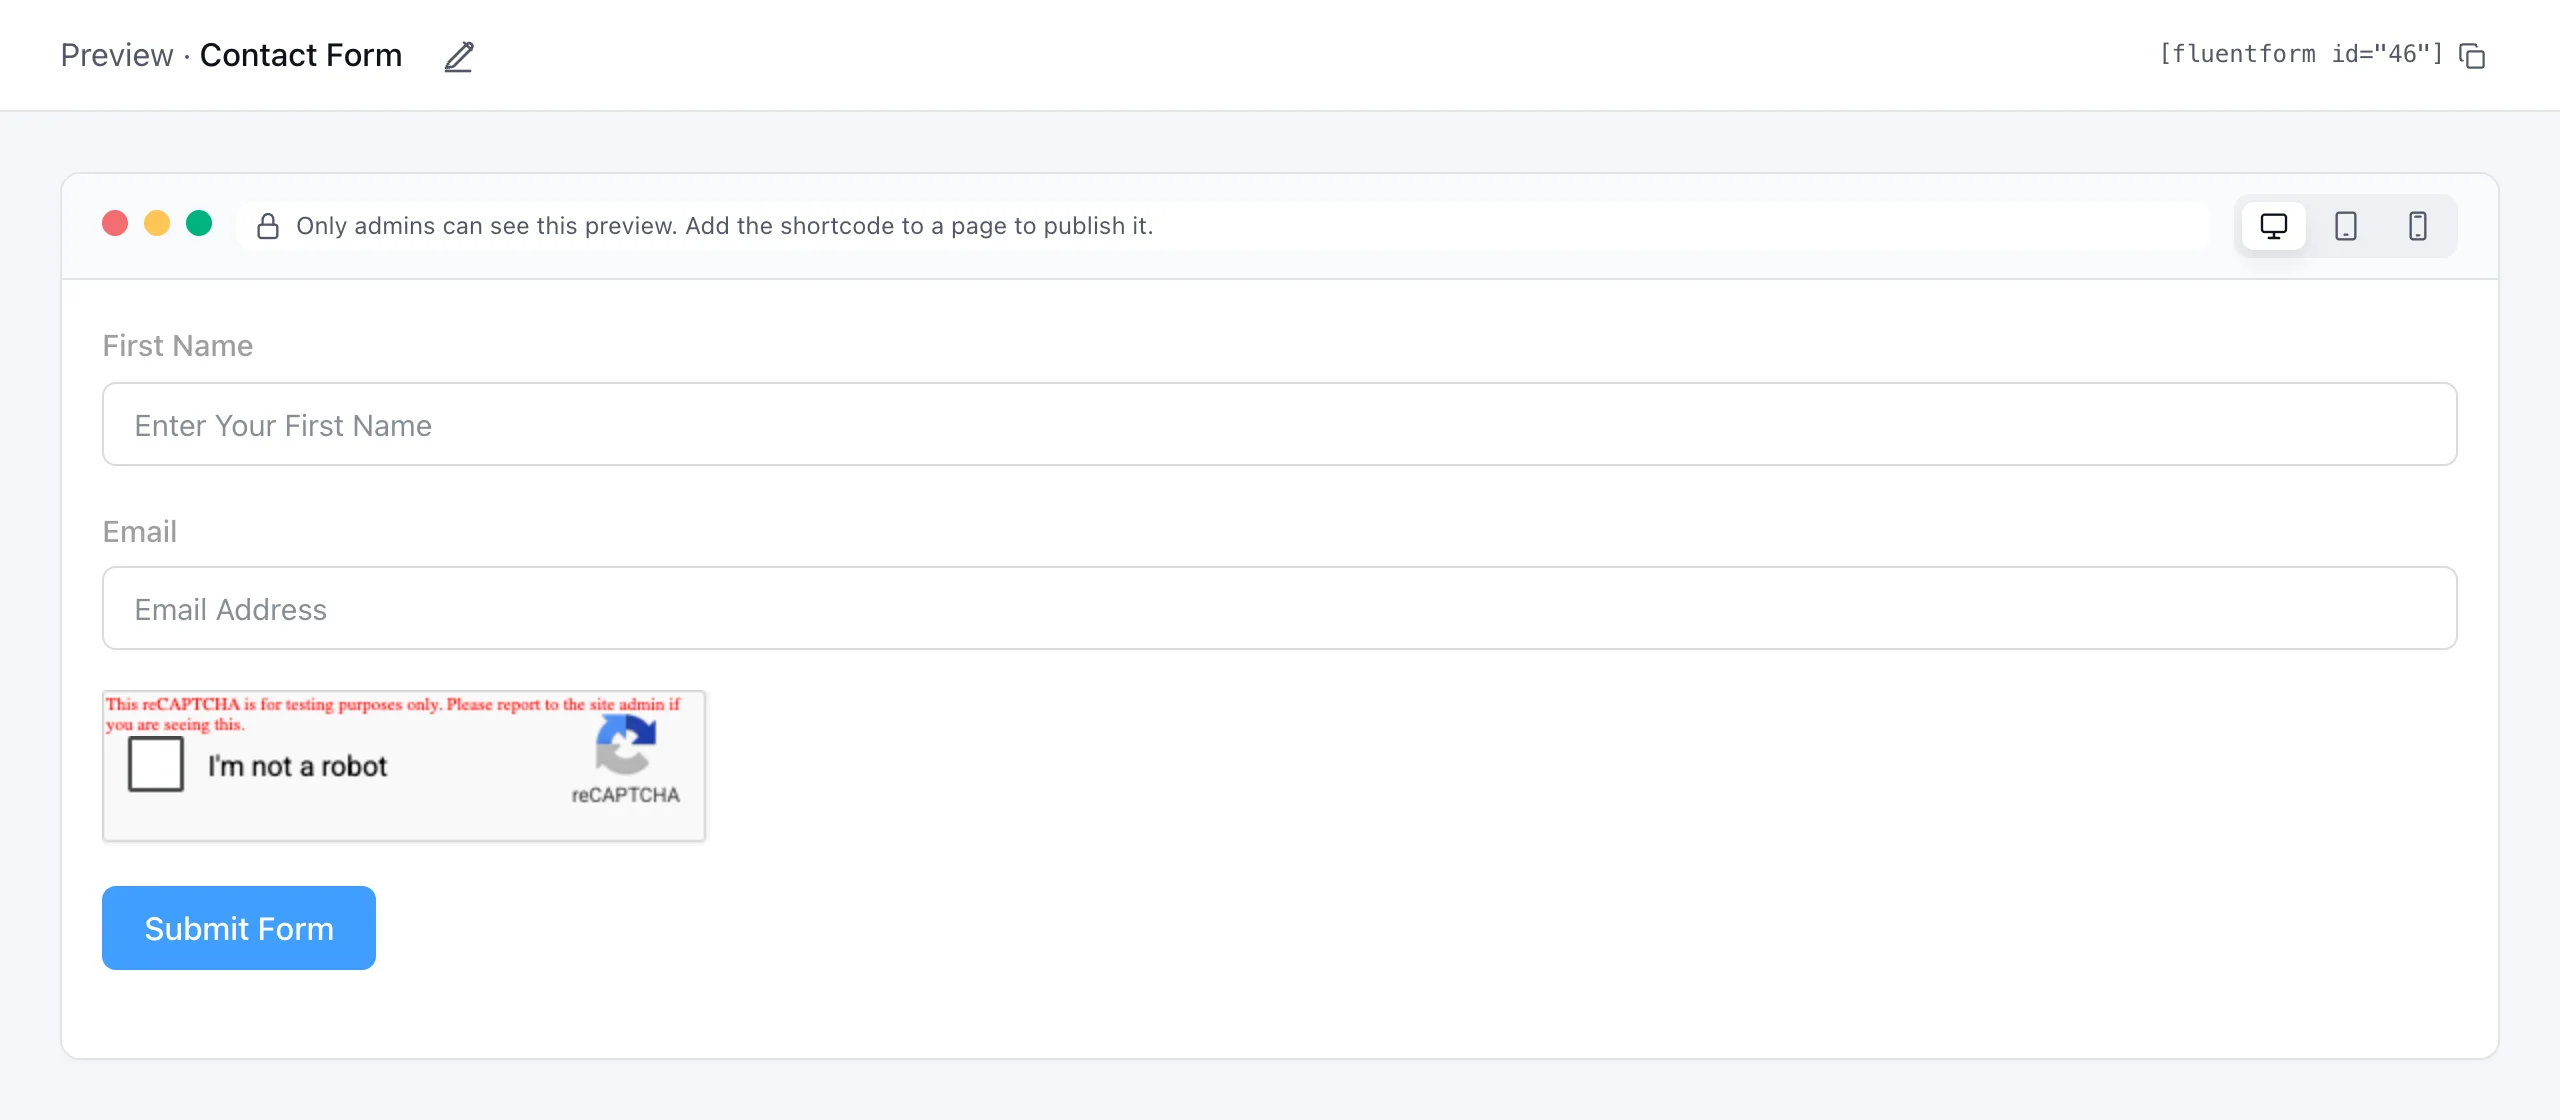 Preview · Contact Form
[fluentform id="46"]
Only admins can see this preview. Add the shortcode to a page to publish it.
First Name
Enter Your First Name
Email
Email Address
This reCAPTCHA is for testing purposes only. Please report to the site admin if
you are seeing this.
I'm not a robot
reCAPTCHA
Submit Form